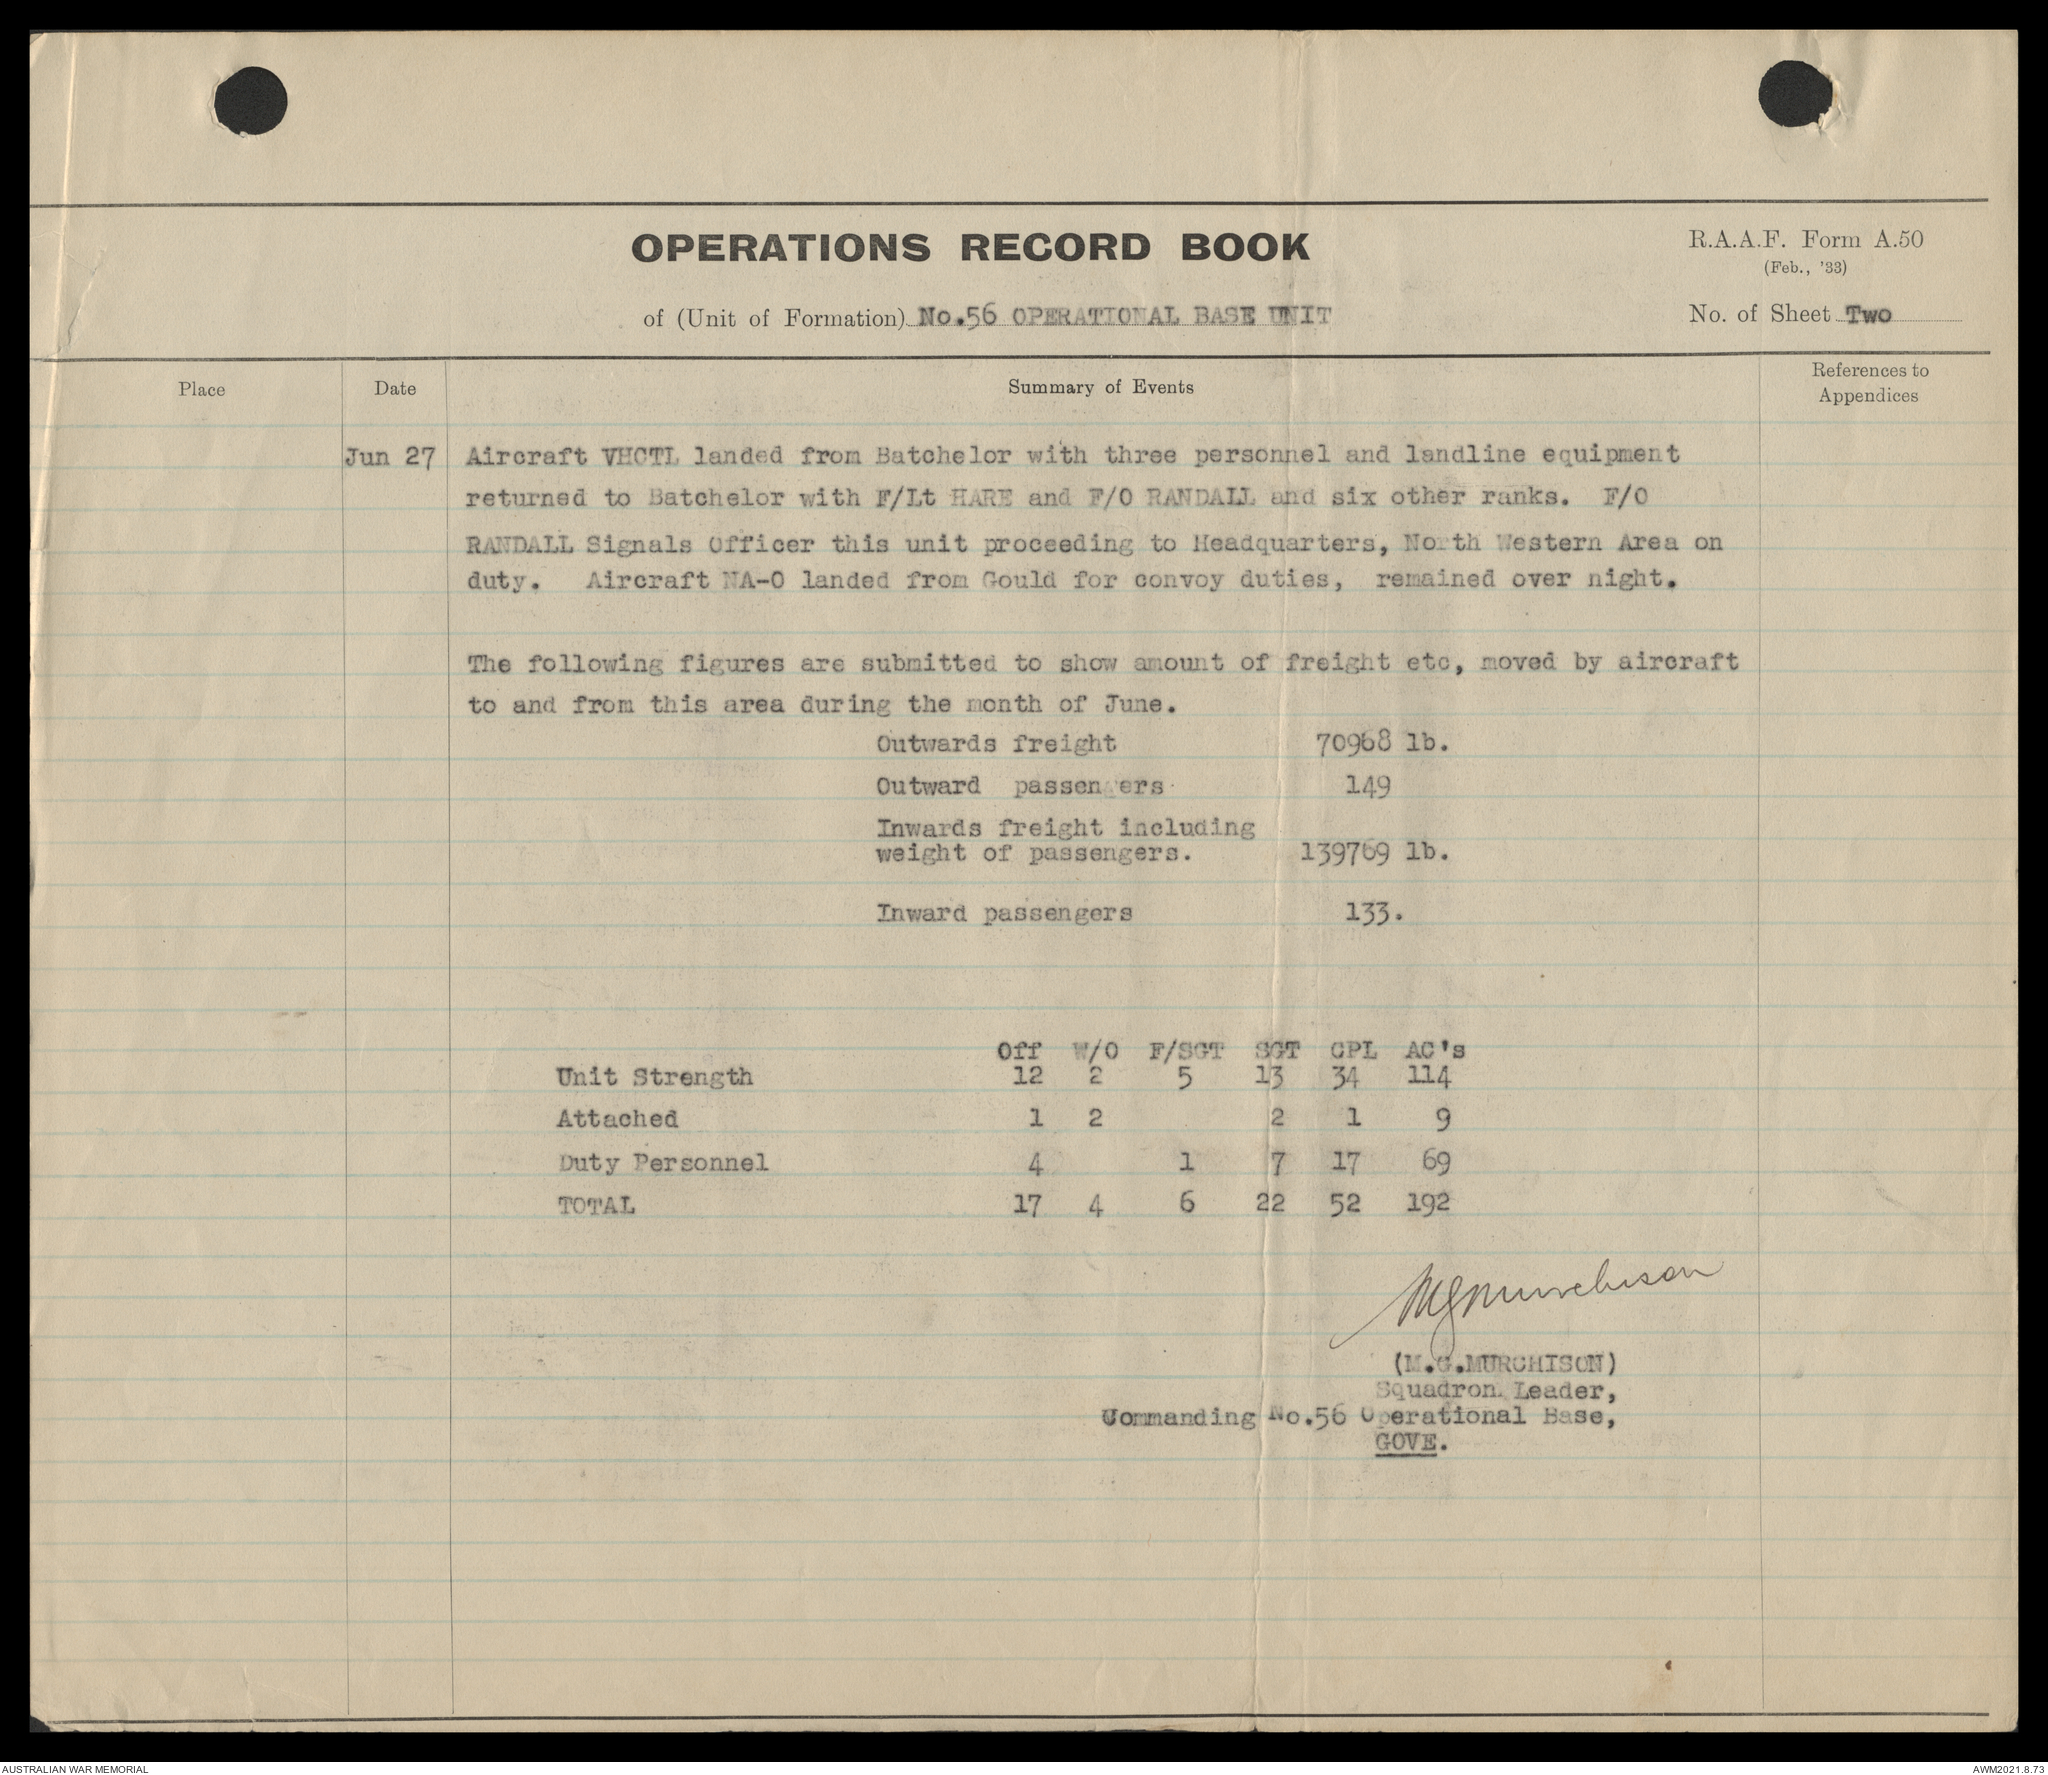 OPERATIONS RECORD BOOK
R.A.A.F. Form A.50
(Feb., '33)
of (Unit of Formation) No.56 OPERATIONAL BASE UNIT
No. of Sheet Two
Place Date Summary of Events References to
Appendices
Jun 27 Aircraft VHCTL landed from Batchelor with three personnel and landline equipment
returned to Batchelor with F/Lt HARE and F/O RANDALL and six other ranks. F/O
RANDALL Signals Officer this unit proceeding to Headquarters, North Western Area on
duty. Aircraft NA-O landed from Gould for convoy duties, remained over night.
The following figures are submitted to show amount of freight etc, moved by aircraft
to and from this area during the month of June.
Outwards freight 70968 lb.
Outward passengers 149
Inwards freight including
weight of passengers. 139769 lb.
Inward passengers 133.
Off W/O F/SGT SGT CPL AC's
Unit Strength 12 2 5 13 34 114
Attached 1 2 2 1 9
Duty Personnel 4 1 7 17 69
TOTAL 17 4 6 22 52 192
MGMurchison
(M.G.MURCHISON)
Squadron Leader,
Commanding No.56 Operational Base,
GOVE.
AUSTRALIAN WAR MEMORIAL
AWM2021.8.73